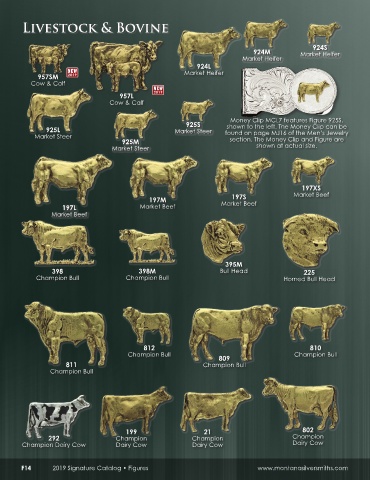 Livestock & Bovine
957SM
Cow & Calf
NEW
2019
957L
Cow & Calf
NEW
2019
924L
Market Heifer
924M
Market Heifer
924S
Market Heifer
925L
Market Steer
925M
Market Steer
925S
Market Steer
Money Clip MCL7 features Figure 925S,
shown to the left. The Money Clip can be
found on page MJ16 of the Men's Jewelry
section. The Money Clip and Figure are
shown at actual size.
197L
Market Beef
197M
Market Beef
197S
Market Beef
197XS
Market Beef
398
Champion Bull
398M
Champion Bull
395M
Bull Head
225
Horned Bull Head
811
Champion Bull
812
Champion Bull
809
Champion Bull
810
Champion Bull
292
Champion Dairy Cow
199
Champion
Dairy Cow
21
Champion
Dairy Cow
802
Champion
Dairy Cow
F14 2019 Signature Catalog • Figures www.montanasilversmiths.com